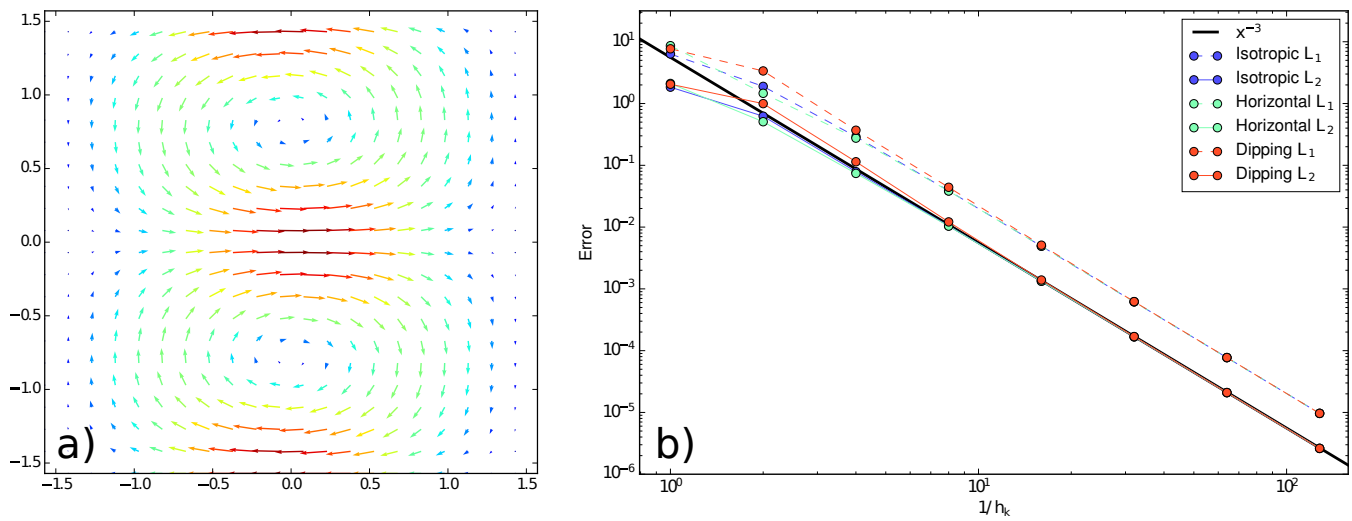 1.5
1.0
0.5
0.0
−0.5
−1.0
−1.5
−1.5
−1.0
−0.5
0.0
0.5
1.0
1.5
a)
Error
10¹
10⁰
10⁻¹
10⁻²
10⁻³
10⁻⁴
10⁻⁵
10⁻⁶
10⁰
10¹
10²
1/hₖ
b)
x⁻³
Isotropic L₁
Isotropic L₂
Horizontal L₁
Horizontal L₂
Dipping L₁
Dipping L₂